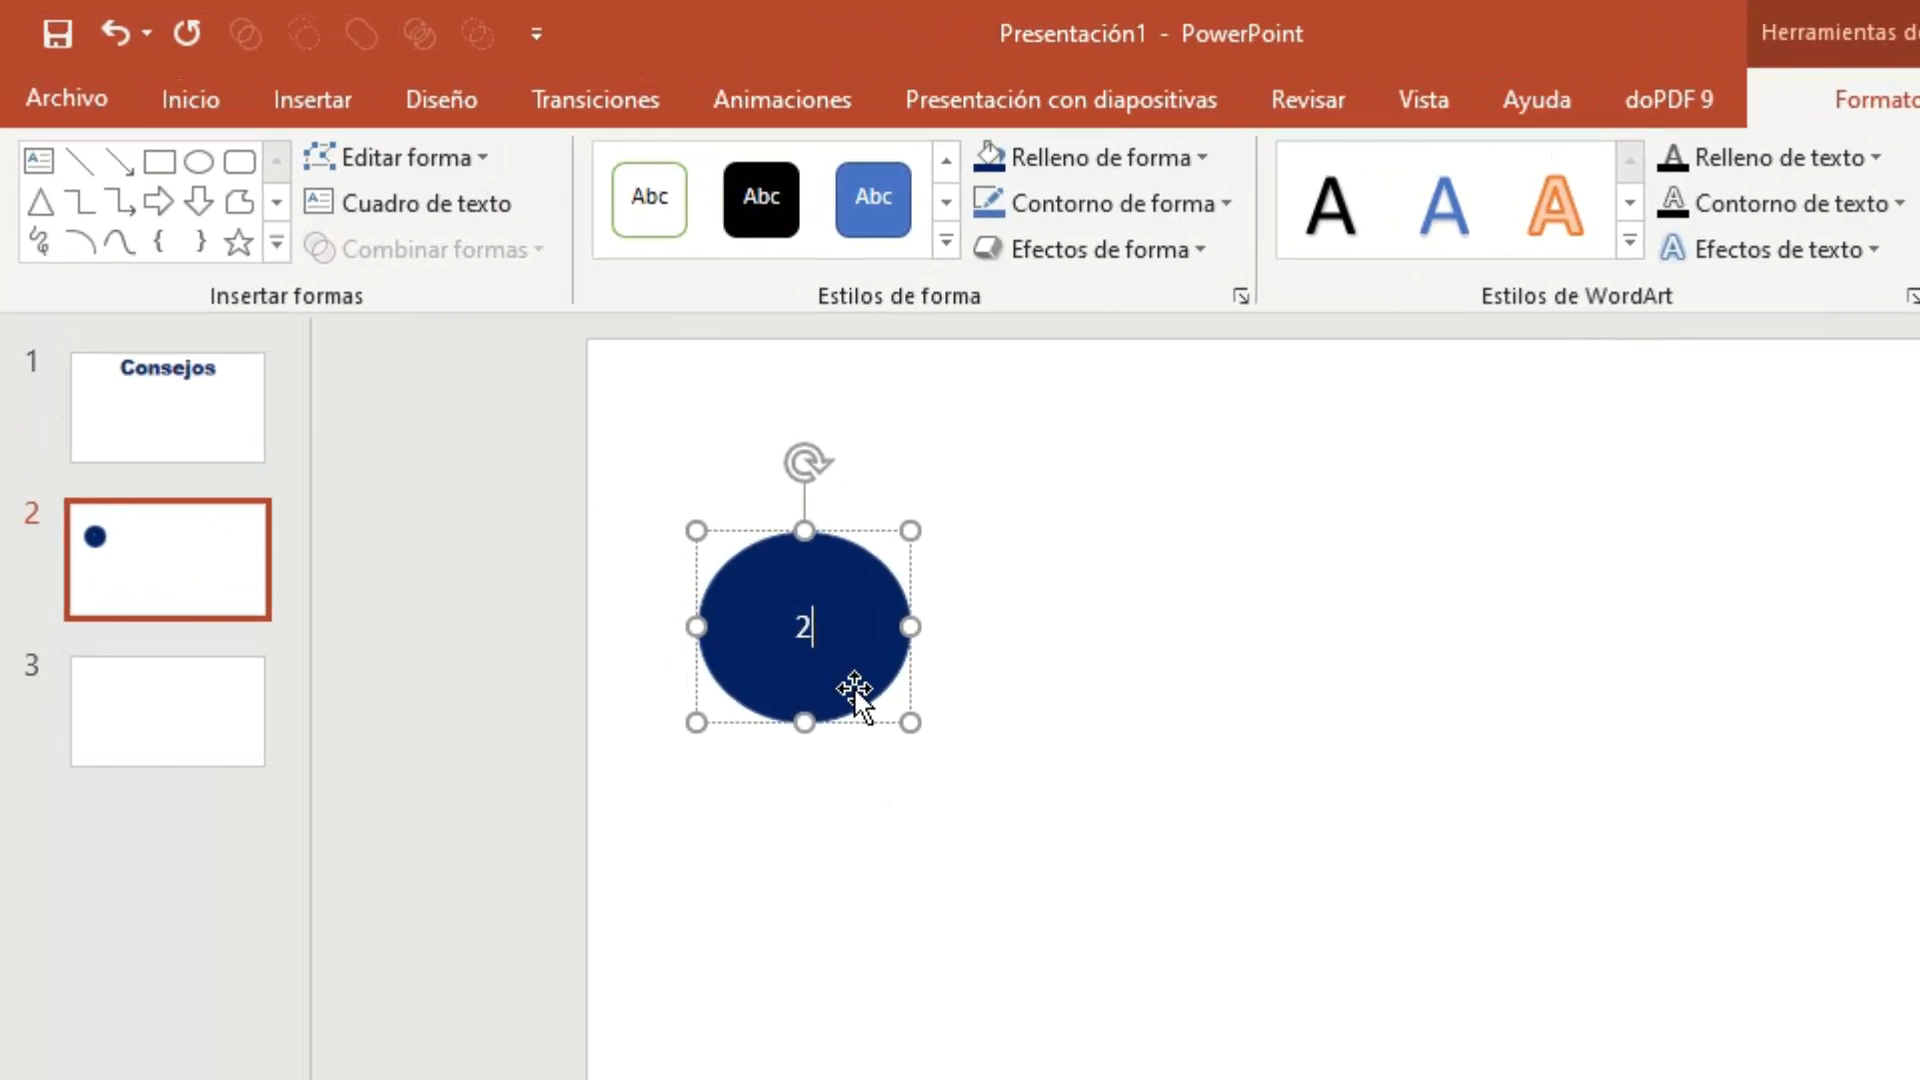 Presentación1 - PowerPoint
Herramientas d
Archivo Inicio Insertar Diseño Transiciones Animaciones Presentación con diapositivas Revisar Vista Ayuda doPDF 9 Formato
Editar forma
Cuadro de texto
Combinar formas
Insertar formas
Abc Abc Abc
Relleno de forma
Contorno de forma
Efectos de forma
Estilos de forma
A A A
Relleno de texto
Contorno de texto
Efectos de texto
Estilos de WordArt
1
Consejos
2
3
2